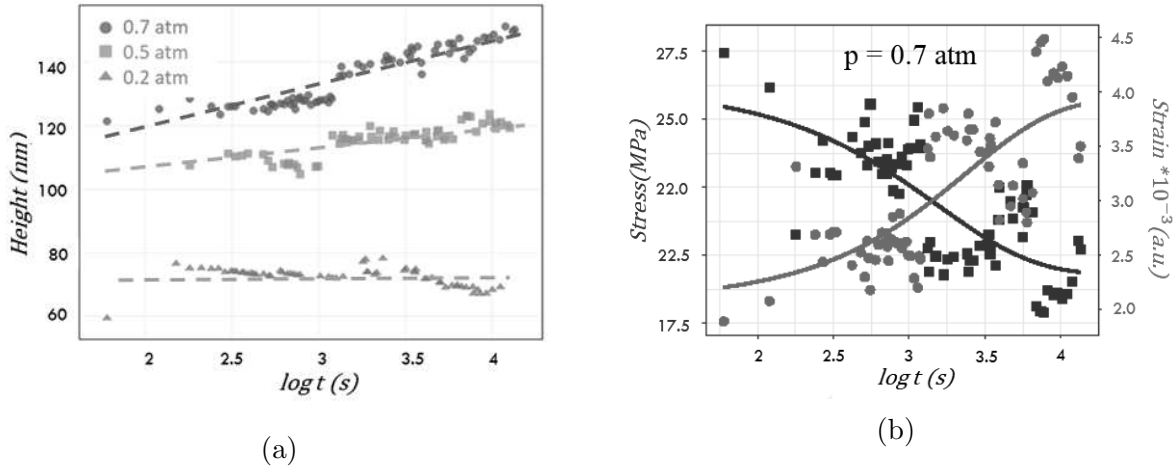 0.7 atm
0.5 atm
0.2 atm
140
120
100
80
60
Height (nm)
2
2.5
3
3.5
4
log t (s)
(a)
p = 0.7 atm
27.5
25.0
22.0
22.5
17.5
Stress(MPa)
4.5
4.0
3.5
3.0
2.5
2.0
Strain *10⁻³ (a.u.)
2
2.5
3.0
3.5
4
log t (s)
(b)